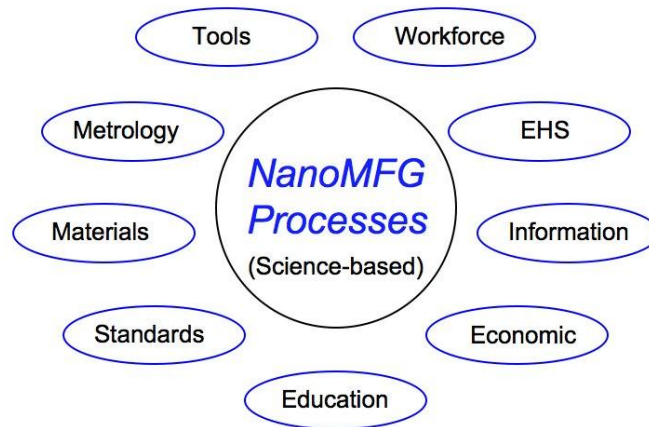 Tools
Workforce
Metrology
EHS
NanoMFG
Processes
(Science-based)
Materials
Information
Standards
Economic
Education